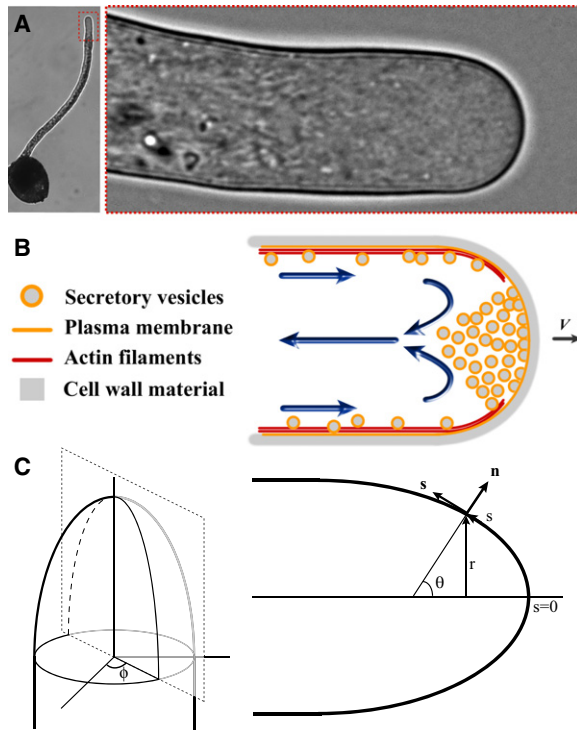 A
B
Secretory vesicles
Plasma membrane
Actin filaments
Cell wall material
V
C
ϕ
s
n
s
r
θ
s=0